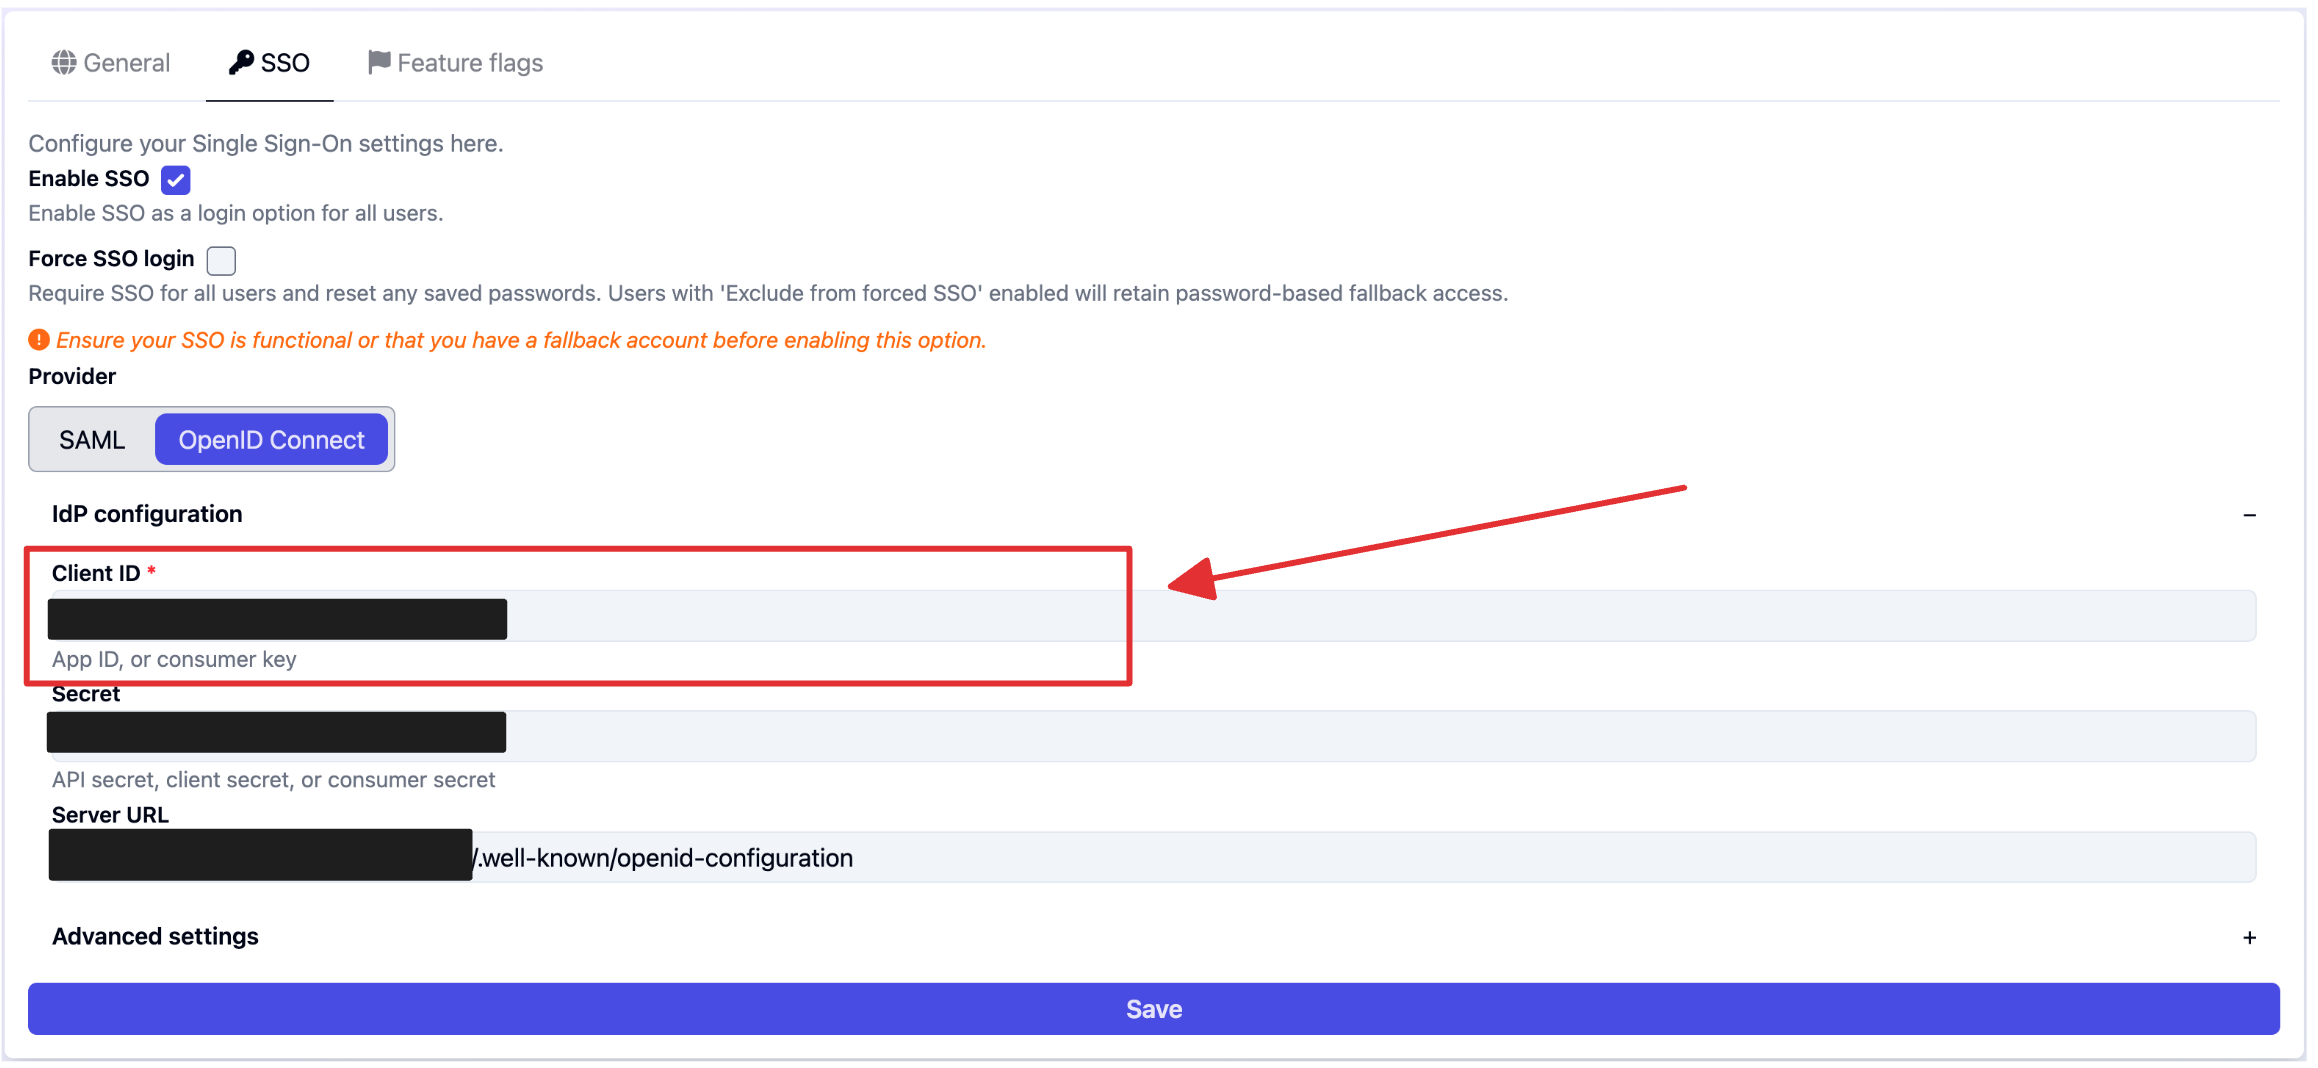 General SSO Feature flags
Configure your Single Sign-On settings here.
Enable SSO
Enable SSO as a login option for all users.
Force SSO login
Require SSO for all users and reset any saved passwords. Users with 'Exclude from forced SSO' enabled will retain password-based fallback access.
Ensure your SSO is functional or that you have a fallback account before enabling this option.
Provider
SAML OpenID Connect
IdP configuration −
Client ID *
App ID, or consumer key
Secret
API secret, client secret, or consumer secret
Server URL
/.well-known/openid-configuration
Advanced settings +
Save